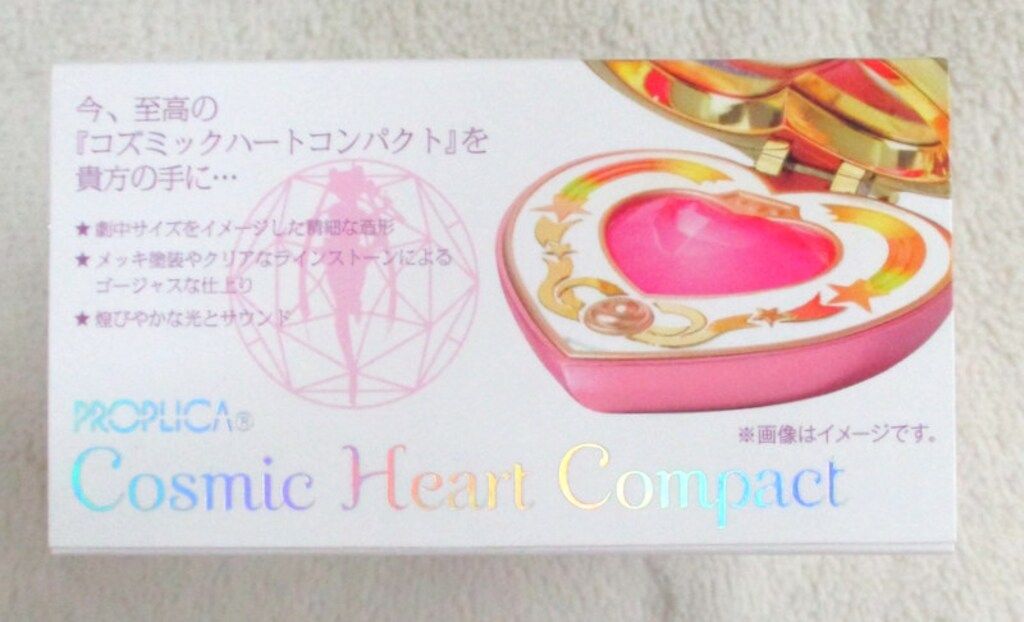 今、至高の
『コズミックハートコンパクト』を
貴方の手に…
★劇中サイズをイメージした精細な造形
★メッキ塗装やクリアなラインストーンによる
ゴージャスな仕上り
★煌びやかな光とサウンド
PROPLICA®
※画像はイメージです。
Cosmic Heart Compact